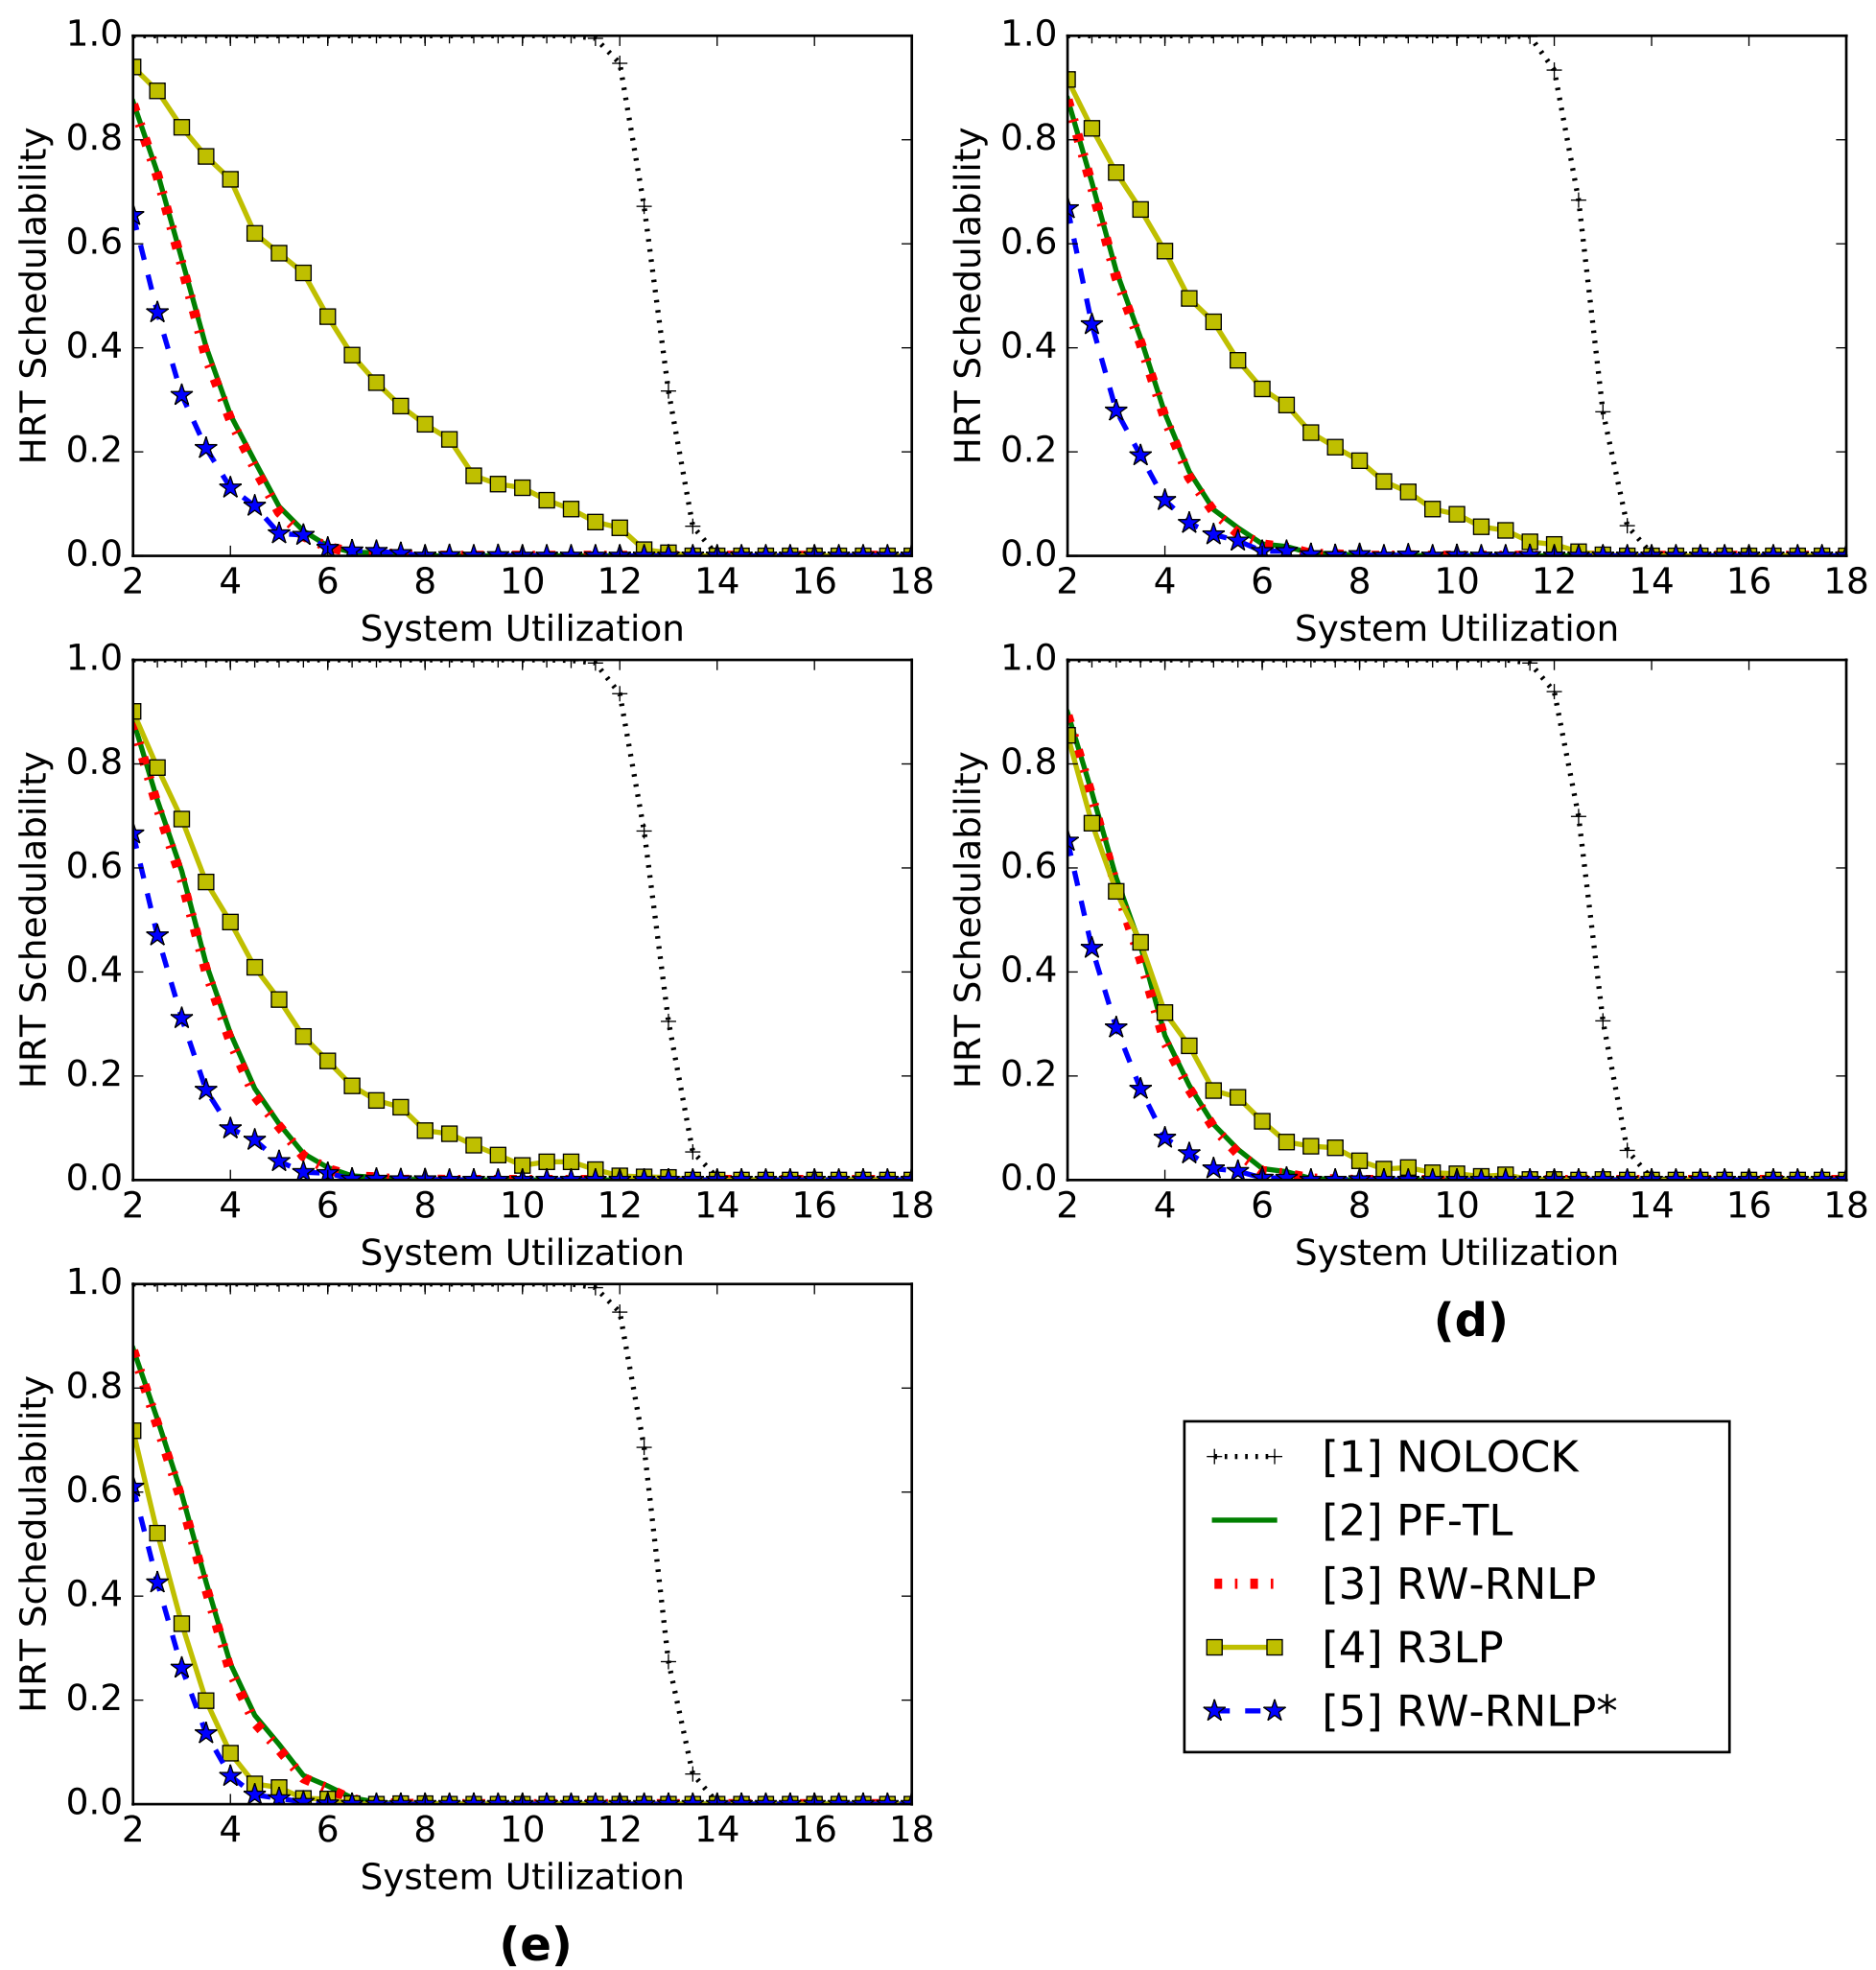 1.0
0.8
0.6
0.4
0.2
0.0
HRT Schedulability
2 4 6 8 10 12 14 16 18
System Utilization
1.0
0.8
0.6
0.4
0.2
0.0
HRT Schedulability
2 4 6 8 10 12 14 16 18
System Utilization
1.0
0.8
0.6
0.4
0.2
0.0
HRT Schedulability
2 4 6 8 10 12 14 16 18
System Utilization
1.0
0.8
0.6
0.4
0.2
0.0
HRT Schedulability
2 4 6 8 10 12 14 16 18
System Utilization
(d)
1.0
0.8
0.6
0.4
0.2
0.0
HRT Schedulability
2 4 6 8 10 12 14 16 18
System Utilization
(e)
[1] NOLOCK
[2] PF-TL
[3] RW-RNLP
[4] R3LP
[5] RW-RNLP*